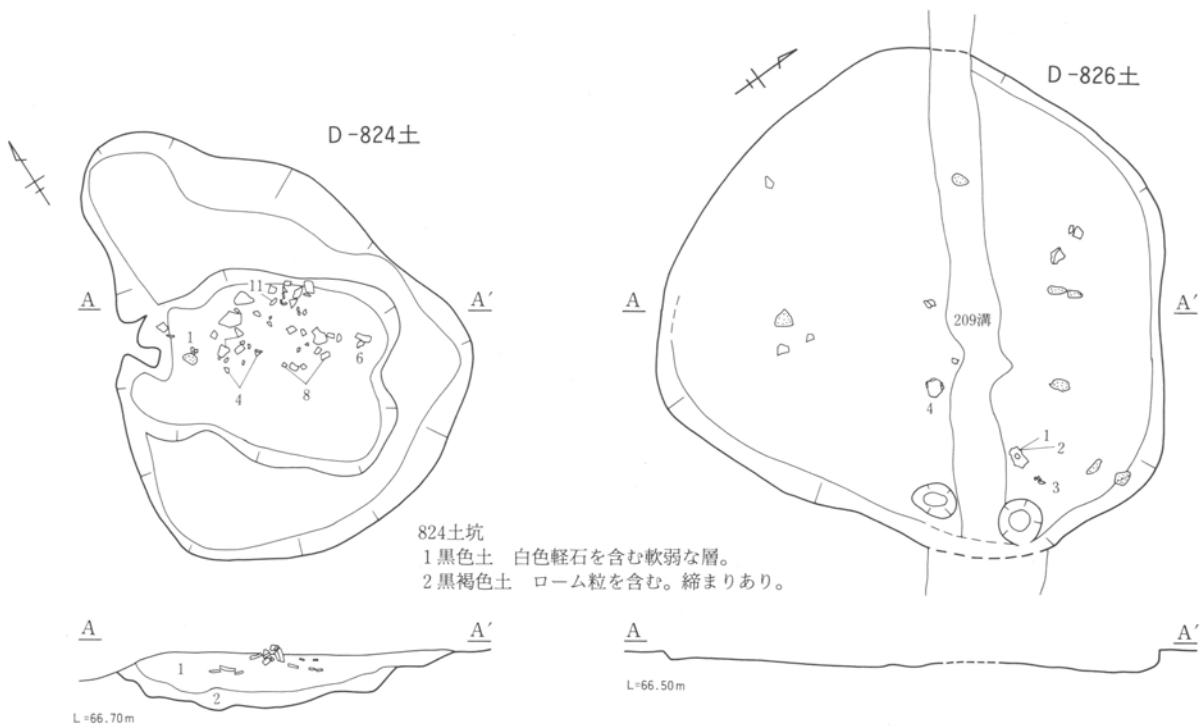 D-824土
A
A′
11
1
6
4
8
824土坑
1 黒色土　白色軽石を含む軟弱な層。
2 黒褐色土　ローム粒を含む。締まりあり。
A
A′
1
2
L=66.70m
D-826土
A
A′
209溝
4
1
2
3
A
A′
L=66.50m